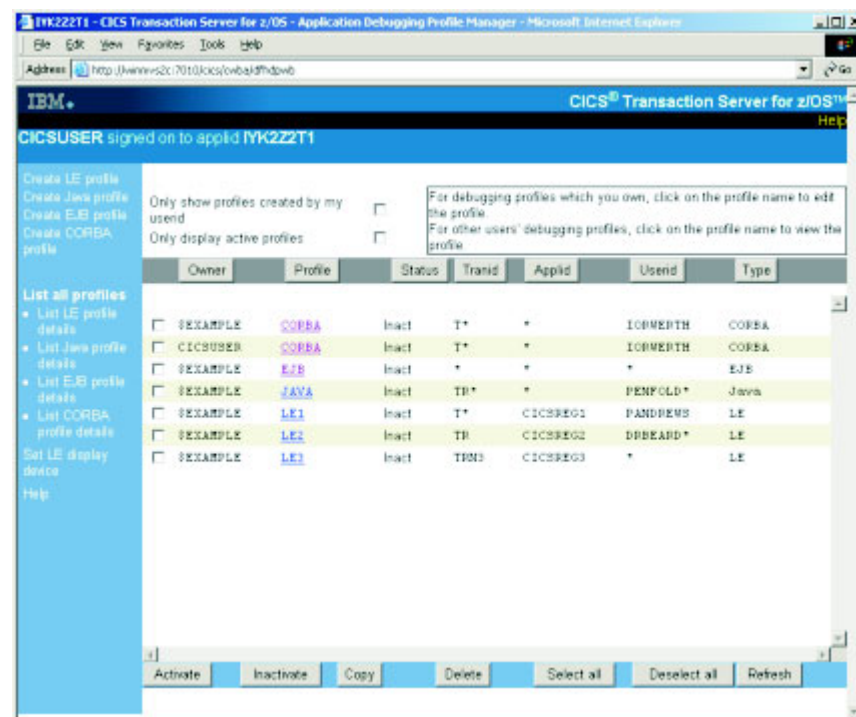 IYK2Z2T1 - CICS Transaction Server for z/OS - Application Debugging Profile Manager - Microsoft Internet Explorer
File Edit View Favorites Tools Help
Address Go
IBM.
CICS® Transaction Server for z/OS™
Help
CICSUSER signed on to applid IYK2Z2T1
Create LE profile
Create Java profile
Create EJB profile
Create CORBA
profile
List all profiles
List LE profile
details
List Java profile
details
List EJB profile
details
List CORBA
profile details
Set LE display
device
Help
Only show profiles created by my
userid
Only display active profiles
For debugging profiles which you own, click on the profile name to edit
the profile.
For other users' debugging profiles, click on the profile name to view the
profile.
Owner Profile Status Tranid Applid Userid Type
$EXAMPLE CORBA Inact T* * IORWERTH CORBA
CICSUSER CORBA Inact T* * IORWERTH CORBA
$EXAMPLE EJB Inact * * * EJB
$EXAMPLE JAVA Inact TR* * PENFOLD* Java
$EXAMPLE LE1 Inact T* CICSREG1 PANDREWS LE
$EXAMPLE LE2 Inact TR CICSREG2 DRBEARD* LE
$EXAMPLE LE3 Inact TRN3 CICSREG3 * LE
Activate Inactivate Copy Delete Select all Deselect all Refresh